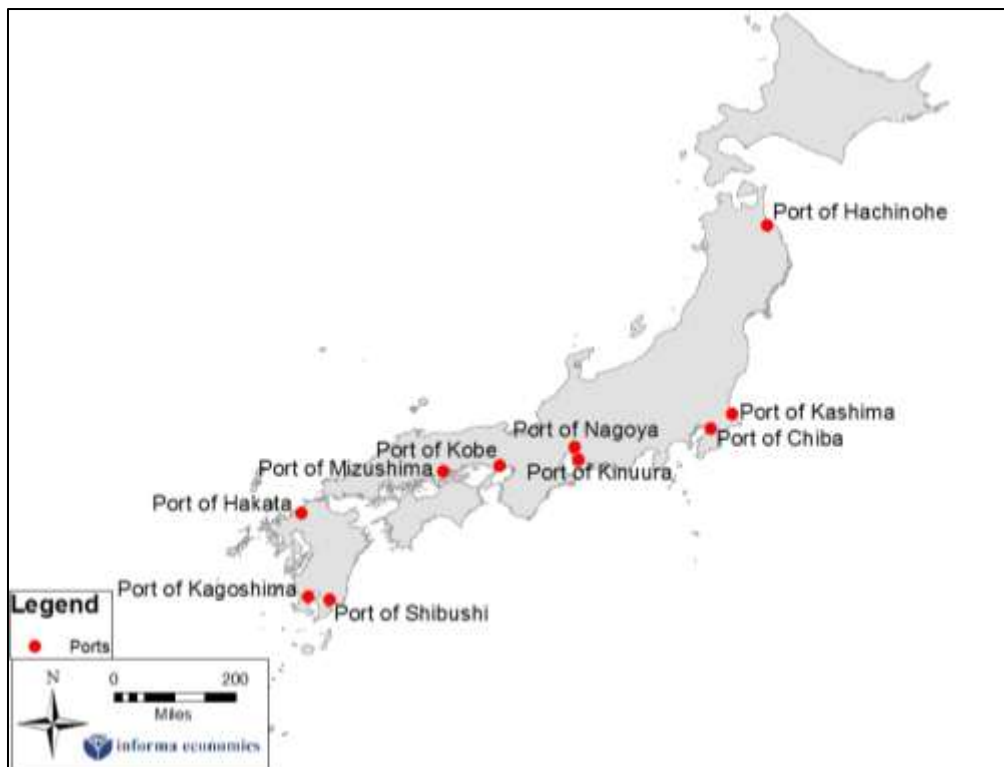 Port of Hachinohe
Port of Kashima
Port of Chiba
Port of Nagoya
Port of Kobe
Port of Kinuura
Port of Mizushima
Port of Hakata
Port of Kagoshima
Port of Shibushi
Legend
Ports
N
0 200
Miles
informa economics